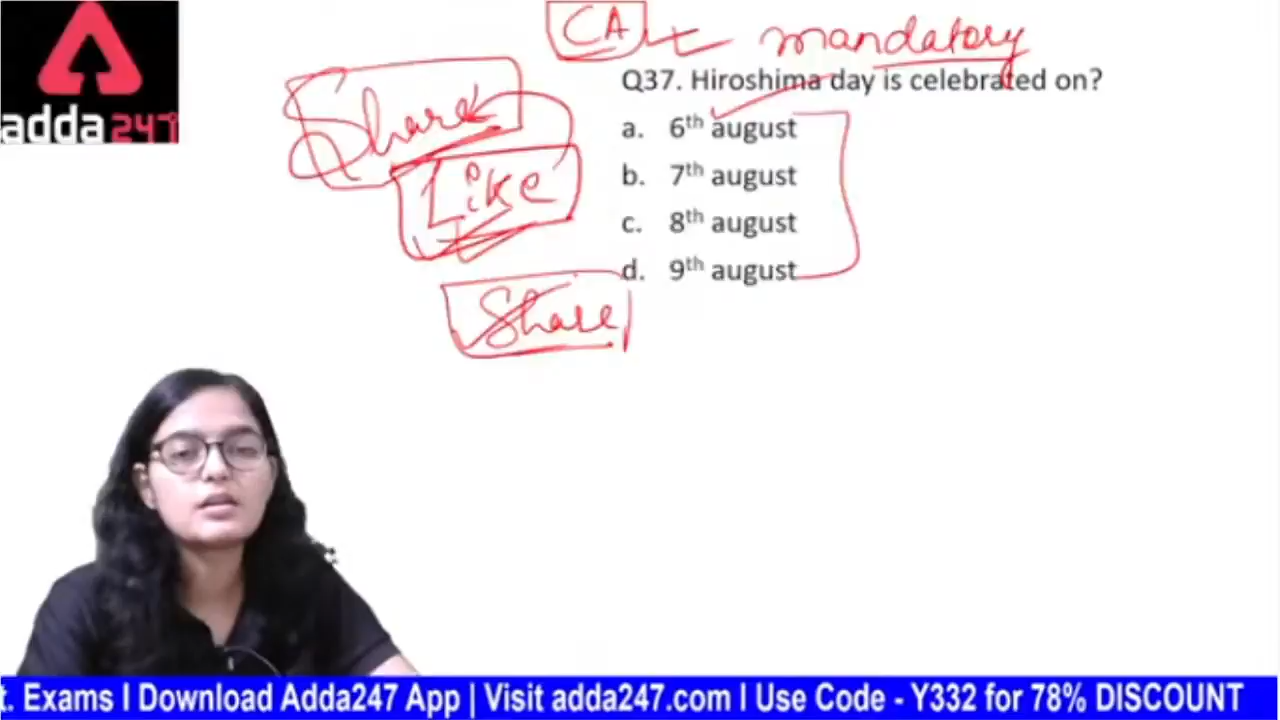 CA mandatory
adda247
Share
Like
Share
Q37. Hiroshima day is celebrated on?
a. 6th august
b. 7th august
c. 8th august
d. 9th august
t. Exams I Download Adda247 App | Visit adda247.com I Use Code - Y332 for 78% DISCOUNT